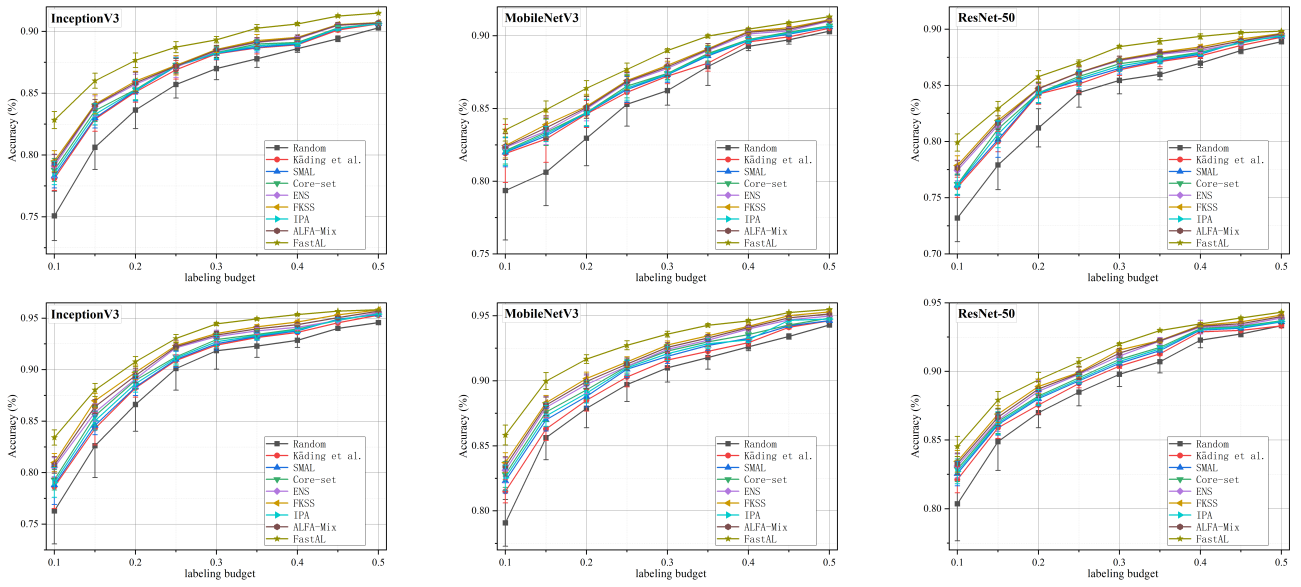 InceptionV3
0.90
0.85
0.80
0.75
Accuracy (%)
Random
Käding et al.
SMAL
Core-set
ENS
FKSS
IPA
ALFA-Mix
FastAL
0.1
0.2
0.3
0.4
0.5
labeling budget
MobileNetV3
0.90
0.85
0.80
0.75
Accuracy (%)
Random
Käding et al.
SMAL
Core-set
ENS
FKSS
IPA
ALFA-Mix
FastAL
0.1
0.2
0.3
0.4
0.5
labeling budget
ResNet-50
0.90
0.85
0.80
0.75
0.70
Accuracy (%)
Random
Käding et al.
SMAL
Core-set
ENS
FKSS
IPA
ALFA-Mix
FastAL
0.1
0.2
0.3
0.4
0.5
labeling budget
InceptionV3
0.95
0.90
0.85
0.80
0.75
Accuracy (%)
Random
Käding et al.
SMAL
Core-set
ENS
FKSS
IPA
ALFA-Mix
FastAL
0.1
0.2
0.3
0.4
0.5
labeling budget
MobileNetV3
0.95
0.90
0.85
0.80
Accuracy (%)
Random
Käding et al.
SMAL
Core-set
ENS
FKSS
IPA
ALFA-Mix
FastAL
0.1
0.2
0.3
0.4
0.5
labeling budget
ResNet-50
0.95
0.90
0.85
0.80
Accuracy (%)
Random
Käding et al.
SMAL
Core-set
ENS
FKSS
IPA
ALFA-Mix
FastAL
0.1
0.2
0.3
0.4
0.5
labeling budget